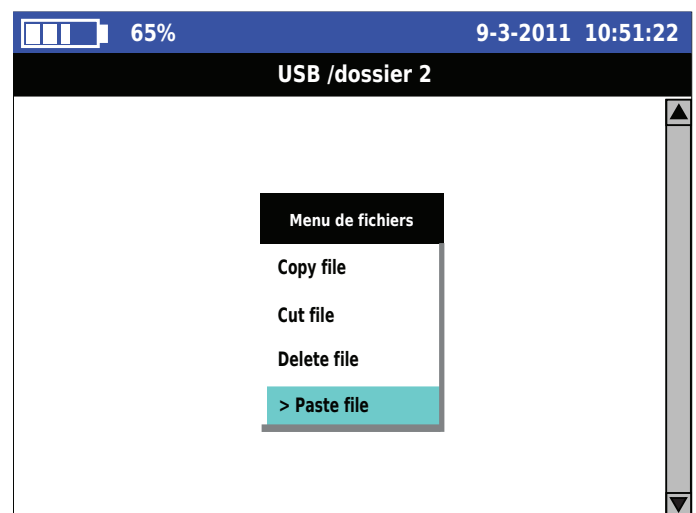 65% 9-3-2011 10:51:22
USB /dossier 2
Menu de fichiers
Copy file
Cut file
Delete file
> Paste file